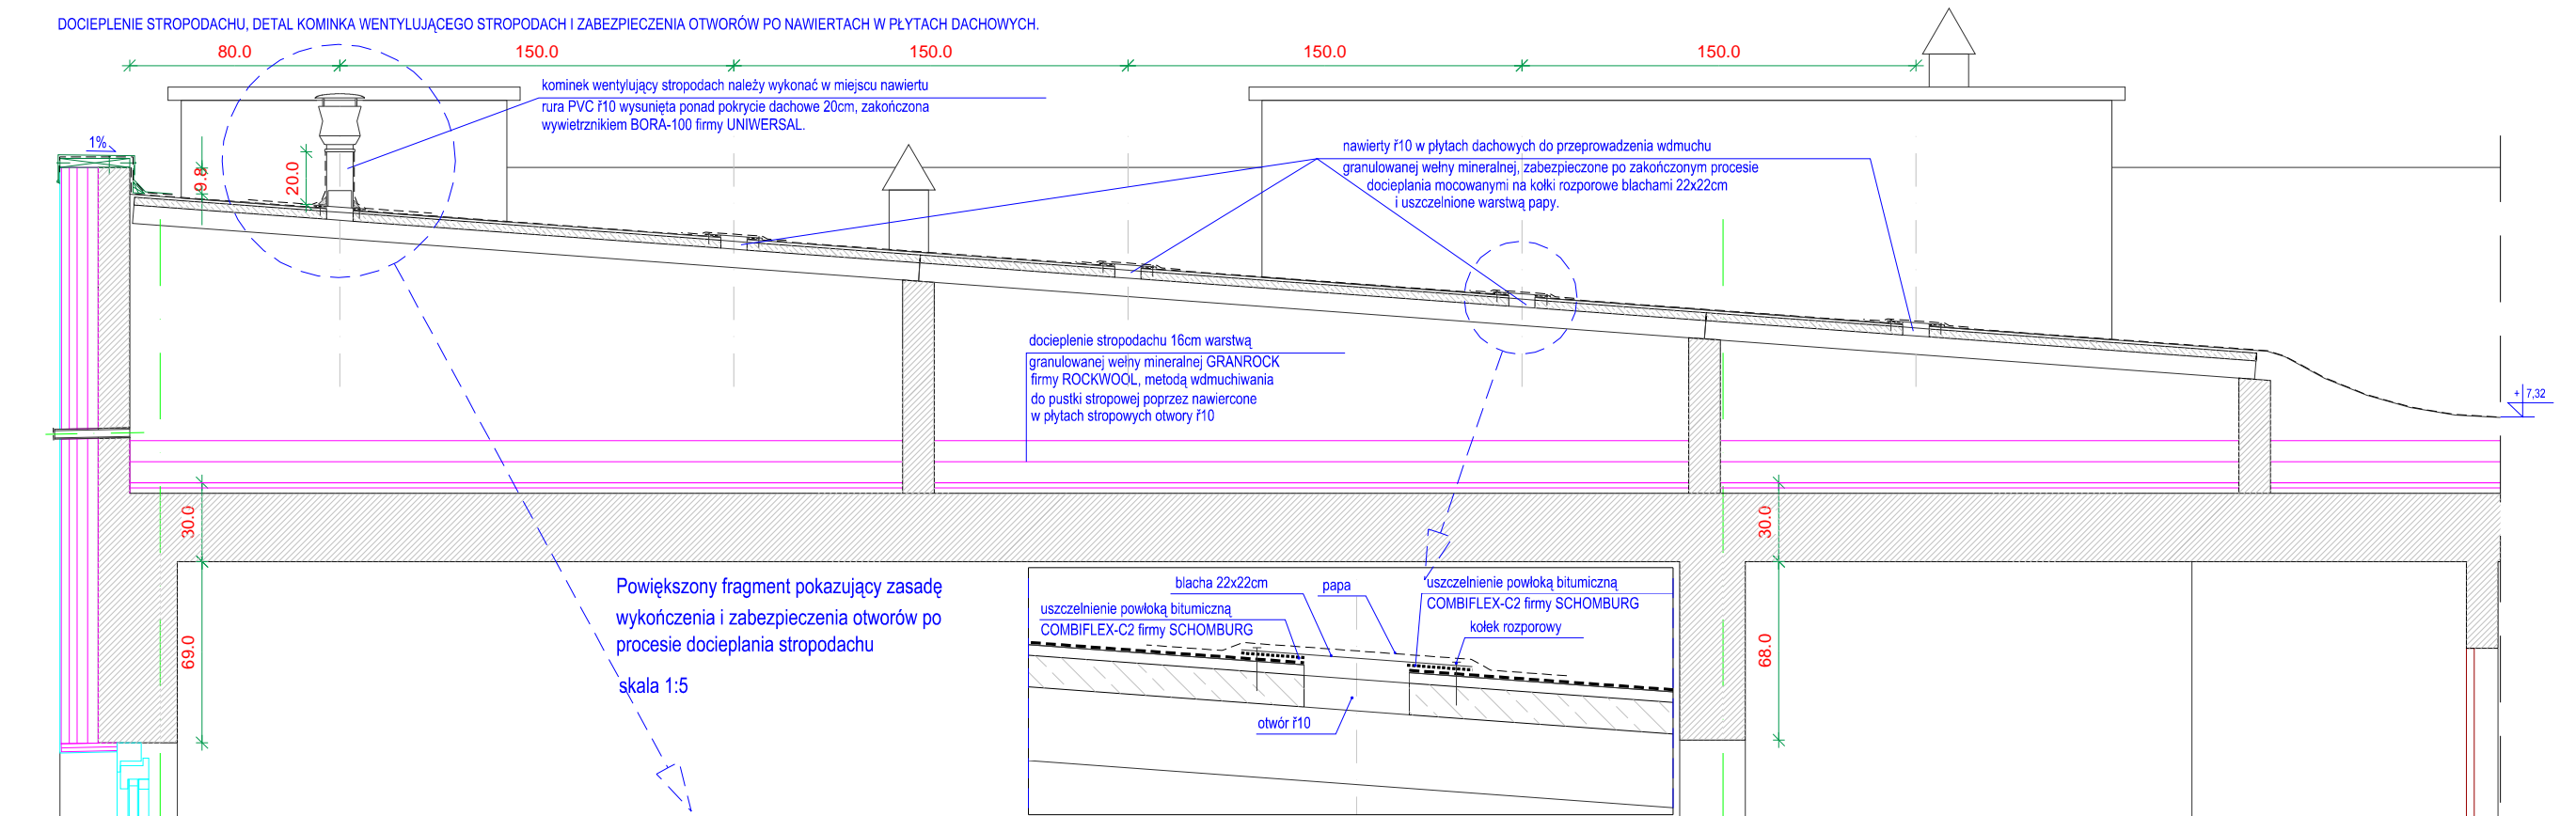 DOCIEPLENIE STROPODACHU, DETAL KOMINKA WENTYLUJĄCEGO STROPODACH I ZABEZPIECZENIA OTWORÓW PO NAWIERTACH W PŁYTACH DACHOWYCH.
80.0
150.0
150.0
150.0
150.0
kominek wentylujący stropodach należy wykonać w miejscu nawiertu
rura PVC ř10 wysunięta ponad pokrycie dachowe 20cm, zakończona
wywietrznikiem BORA-100 firmy UNIWERSAL.
1%
9.8
20.0
nawierty ř10 w płytach dachowych do przeprowadzenia wdmuchu
granulowanej wełny mineralnej, zabezpieczone po zakończonym procesie
docieplania mocowanymi na kołki rozporowe blachami 22x22cm
i uszczelnione warstwą papy.
docieplenie stropodachu 16cm warstwą
granulowanej wełny mineralnej GRANROCK
firmy ROCKWOOL, metodą wdmuchiwania
do pustki stropowej poprzez nawiercone
w płytach stropowych otwory ř10
+ 7,32
30.0
30.0
69.0
68.0
Powiększony fragment pokazujący zasadę
wykończenia i zabezpieczenia otworów po
procesie docieplania stropodachu
skala 1:5
blacha 22x22cm
papa
uszczelnienie powłoką bitumiczną
COMBIFLEX-C2 firmy SCHOMBURG
uszczelnienie powłoką bitumiczną
COMBIFLEX-C2 firmy SCHOMBURG
kołek rozporowy
otwór ř10